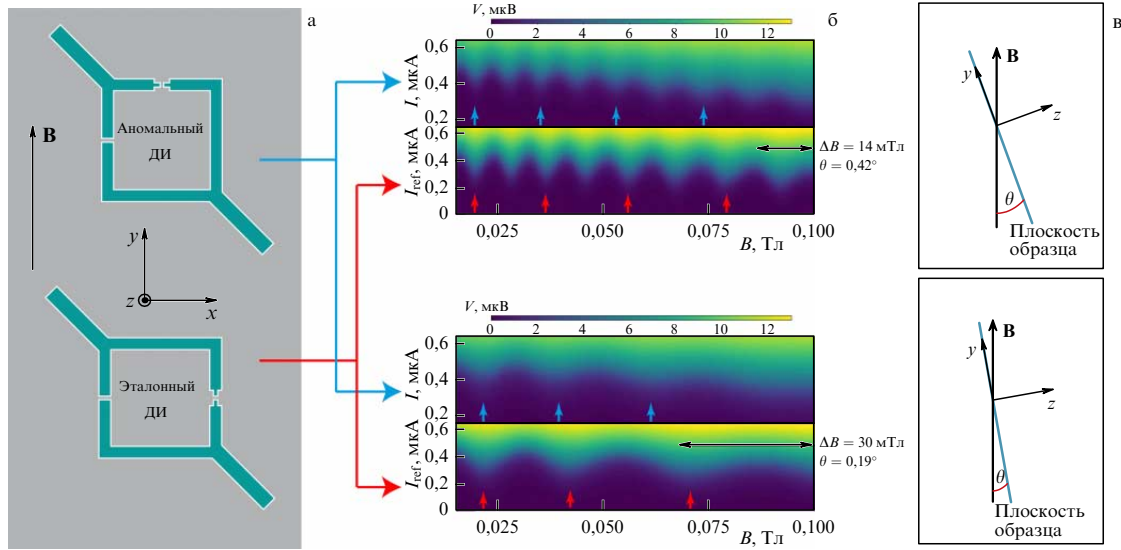 а
Аномальный
ДИ
B
y
z
x
Эталонный
ДИ
б
V, мкВ
0 2 4 6 8 10 12
I, мкА
0,6
0,4
0,2
I_ref, мкА
0,6
0,4
0,2
0
ΔB = 14 мТл
θ = 0,42°
0,025 0,050 0,075 0,100
B, Тл
V, мкВ
0 2 4 6 8 10 12
I, мкА
0,6
0,4
0,2
I_ref, мкА
0,6
0,4
0,2
0
ΔB = 30 мТл
θ = 0,19°
0,025 0,050 0,075 0,100
B, Тл
в
B
y
z
θ
Плоскость
образца
B
y
z
θ
Плоскость
образца